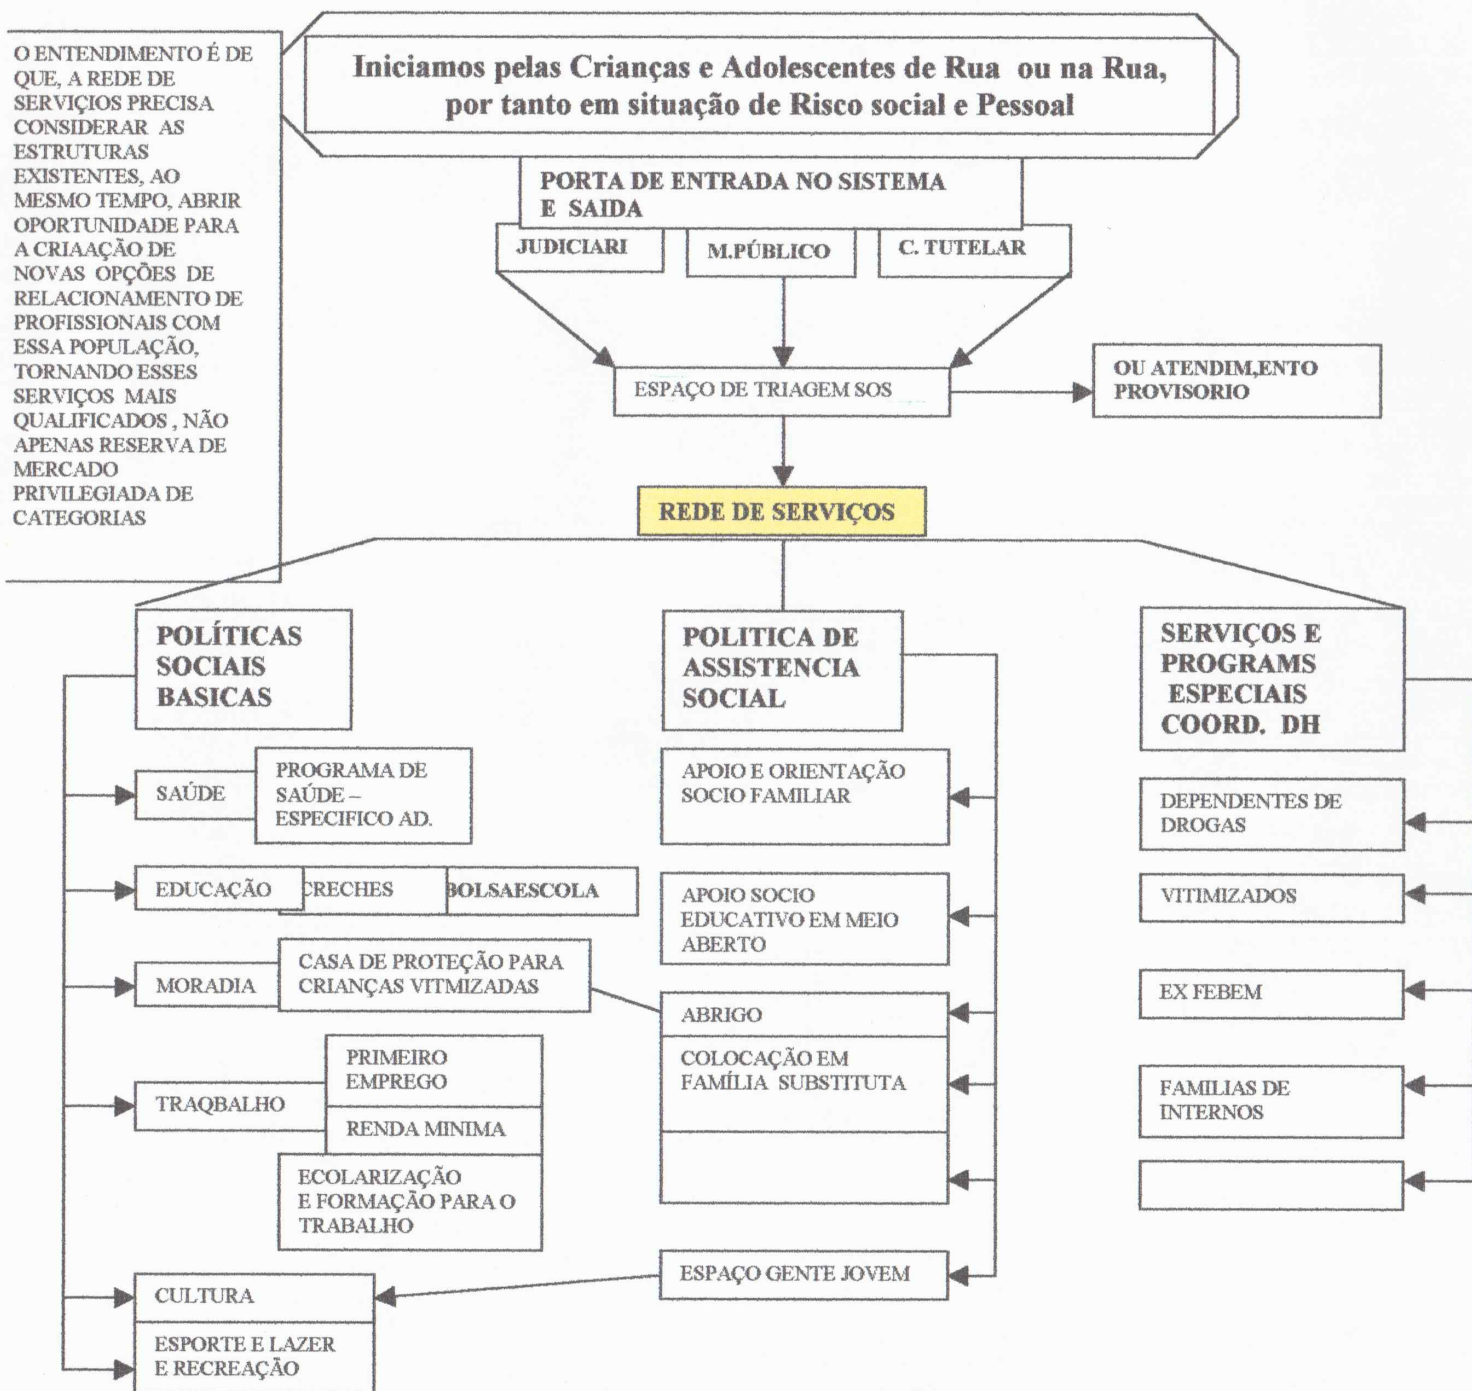 O ENTENDIMENTO É DE
QUE, A REDE DE
SERVIÇIOS PRECISA
CONSIDERAR AS
ESTRUTURAS
EXISTENTES, AO
MESMO TEMPO, ABRIR
OPORTUNIDADE PARA
A CRIAAÇÃO DE
NOVAS OPÇÕES DE
RELACIONAMENTO DE
PROFISSIONAIS COM
ESSA POPULAÇÃO,
TORNANDO ESSES
SERVIÇOS MAIS
QUALIFICADOS , NÃO
APENAS RESERVA DE
MERCADO
PRIVILEGIADA DE
CATEGORIAS
Iniciamos pelas Crianças e Adolescentes de Rua ou na Rua,
por tanto em situação de Risco social e Pessoal
PORTA DE ENTRADA NO SISTEMA
E SAIDA
JUDICIARI
M.PÚBLICO
C. TUTELAR
ESPAÇO DE TRIAGEM SOS
OU ATENDIM,ENTO
PROVISORIO
REDE DE SERVIÇOS
POLÍTICAS
SOCIAIS
BASICAS
SAÚDE
PROGRAMA DE
SAÚDE –
ESPECIFICO AD.
EDUCAÇÃO
CRECHES
BOLSAESCOLA
MORADIA
CASA DE PROTEÇÃO PARA
CRIANÇAS VITMIZADAS
TRAQBALHO
PRIMEIRO
EMPREGO
RENDA MINIMA
ECOLARIZAÇÃO
E FORMAÇÃO PARA O
TRABALHO
CULTURA
ESPORTE E LAZER
E RECREAÇÃO
POLITICA DE
ASSISTENCIA
SOCIAL
APOIO E ORIENTAÇÃO
SOCIO FAMILIAR
APOIO SOCIO
EDUCATIVO EM MEIO
ABERTO
ABRIGO
COLOCAÇÃO EM
FAMÍLIA SUBSTITUTA
ESPAÇO GENTE JOVEM
SERVIÇOS E
PROGRAMS
ESPECIAIS
COORD. DH
DEPENDENTES DE
DROGAS
VITIMIZADOS
EX FEBEM
FAMILIAS DE
INTERNOS